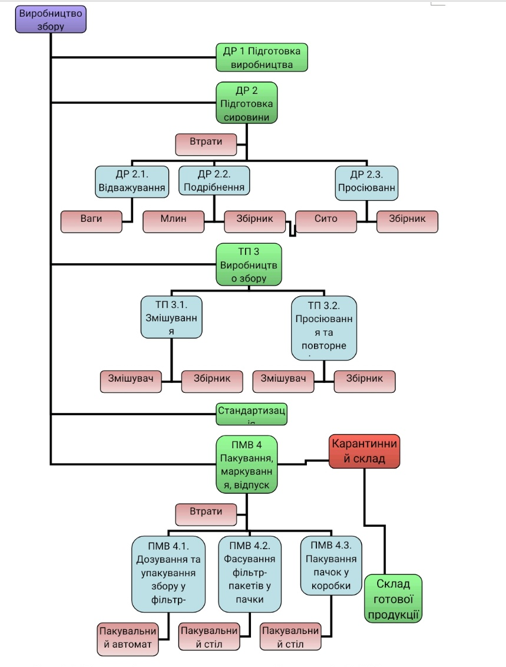 Виробництво
збору
ДР 1 Підготовка
виробництва
ДР 2
Підготовка
сировини
Втрати
ДР 2.1.
Відважування
ДР 2.2.
Подрібнення
ДР 2.3.
Просіюванн
Ваги
Млин
Збірник
Сито
Збірник
ТП 3
Виробництв
о збору
ТП 3.1.
Змішуванн
я
ТП 3.2.
Просіюванн
я та
повторне
Змішувач
Збірник
Змішувач
Збірник
Стандартизац
ПМВ 4
Пакування,
маркуванн
я, відпуск
Карантинни
й склад
Втрати
ПМВ 4.1.
Дозування та
упакування
збору у
фільтр-
ПМВ 4.2.
Фасування
фільтр-
пакетів у
пачки
ПМВ 4.3.
Пакування
пачок у
коробки
Склад
готової
продукції
Пакувальни
й автомат
Пакувальни
й стіл
Пакувальни
й стіл